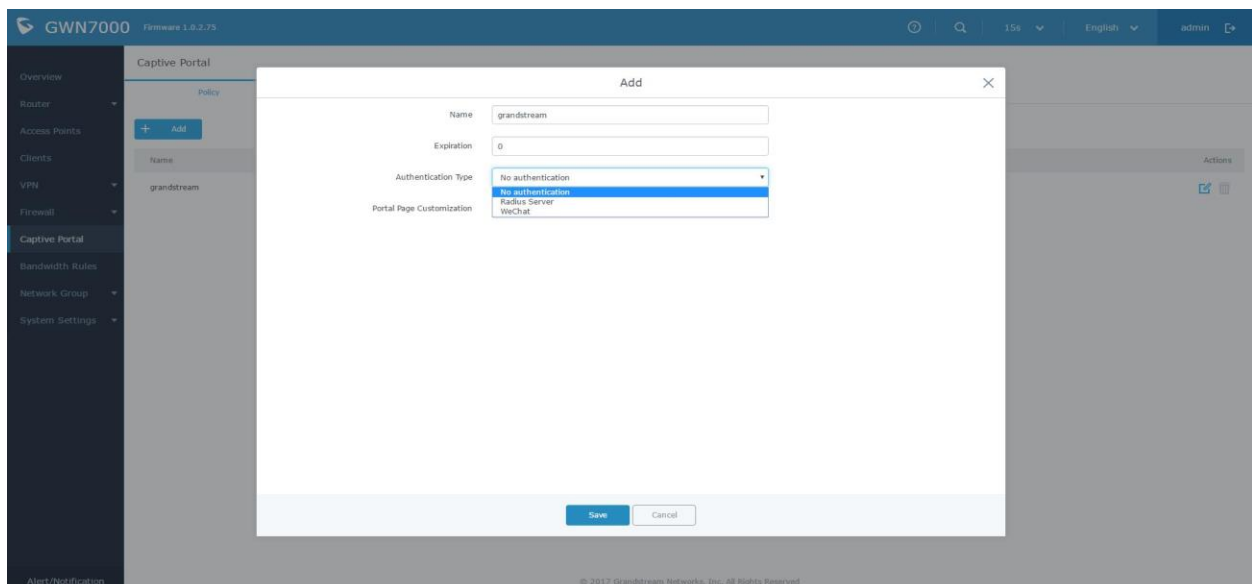 GWN7000 Firmware 1.0.2.75
15s English admin
Overview
Router
Access Points
Clients
VPN
Firewall
Captive Portal
Bandwidth Rules
Network Group
System Settings
Alert/Notification
Captive Portal
Policy
+ Add
Name Actions
grandstream
Add
Name grandstream
Expiration 0
Authentication Type No authentication
No authentication
Radius Server
WeChat
Portal Page Customization
Save Cancel
© 2017 Grandstream Networks, Inc. All Rights Reserved